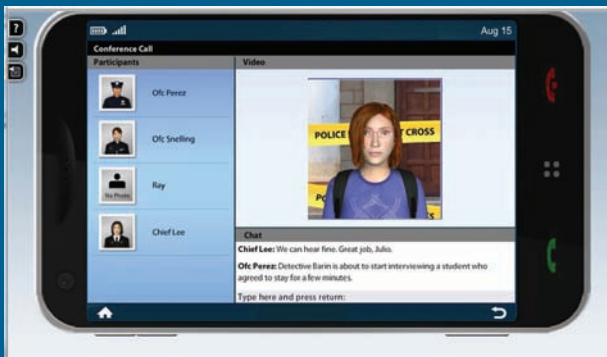 ?
Aug 15
Conference Call
Participants
Video
Ofc Perez
Ofc Snelling
No Photo
Ray
Chief Lee
POLICE
T CROSS
PO
Chat
Chief Lee: We can hear fine. Great job, Julio.
Ofc Perez: Detective Barin is about to start interviewing a student who
agreed to stay for a few minutes.
Type here and press return: